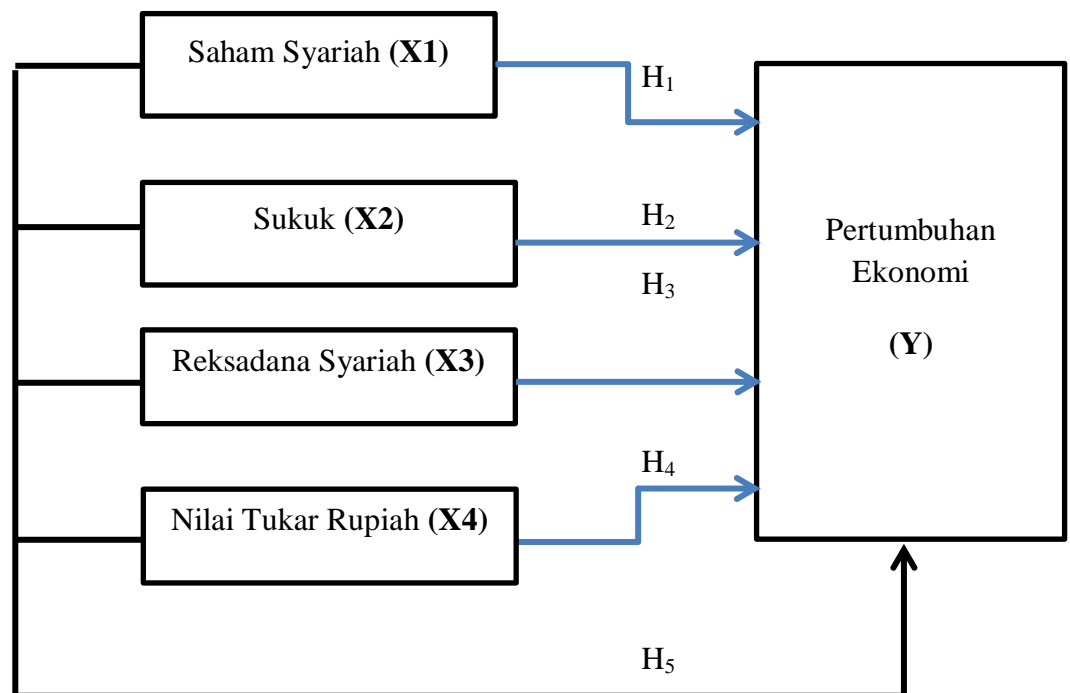 Saham Syariah (X1)
H₁
Sukuk (X2)
H₂
H₃
Reksadana Syariah (X3)
H₄
Nilai Tukar Rupiah (X4)
Pertumbuhan
Ekonomi
(Y)
H₅